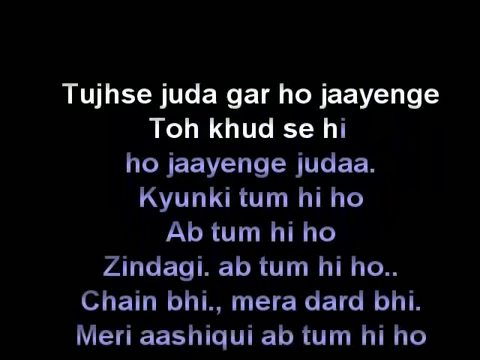 Tujhse juda gar ho jaayenge
Toh khud se hi
ho jaayenge judaa.
Kyunki tum hi ho
Ab tum hi ho
Zindagi. ab tum hi ho..
Chain bhi., mera dard bhi.
Meri aashiqui ab tum hi ho